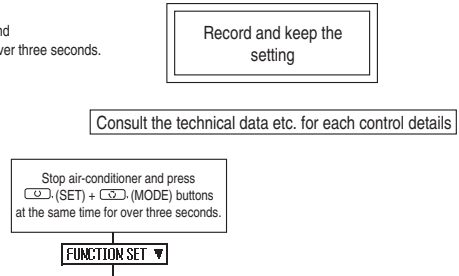 nd
ver three seconds.
Record and keep the
setting
Consult the technical data etc. for each control details
Stop air-conditioner and press
(SET) + (MODE) buttons
at the same time for over three seconds.
FUNCTION SET ▼